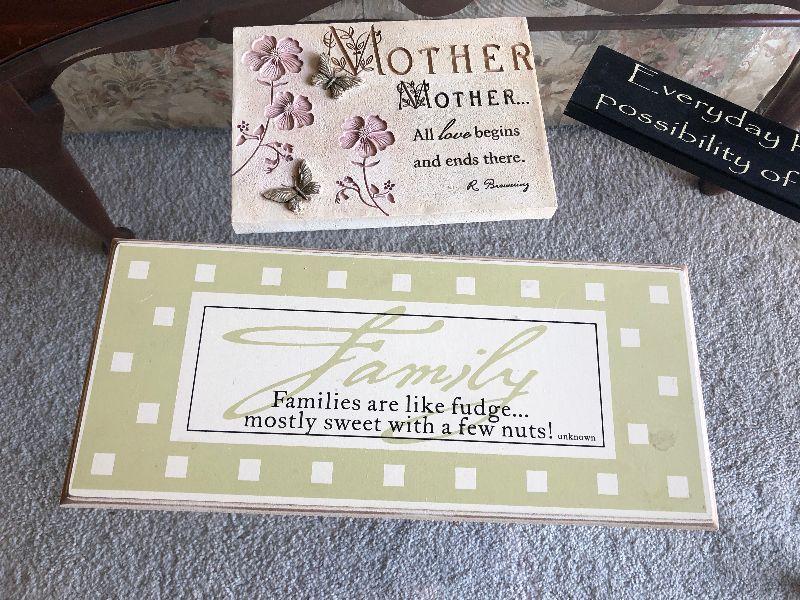 MOTHER
MOTHER...
All love begins
and ends there.
R. Browning
Everyday
possibility of
Family
Families are like fudge...
mostly sweet with a few nuts! unknown